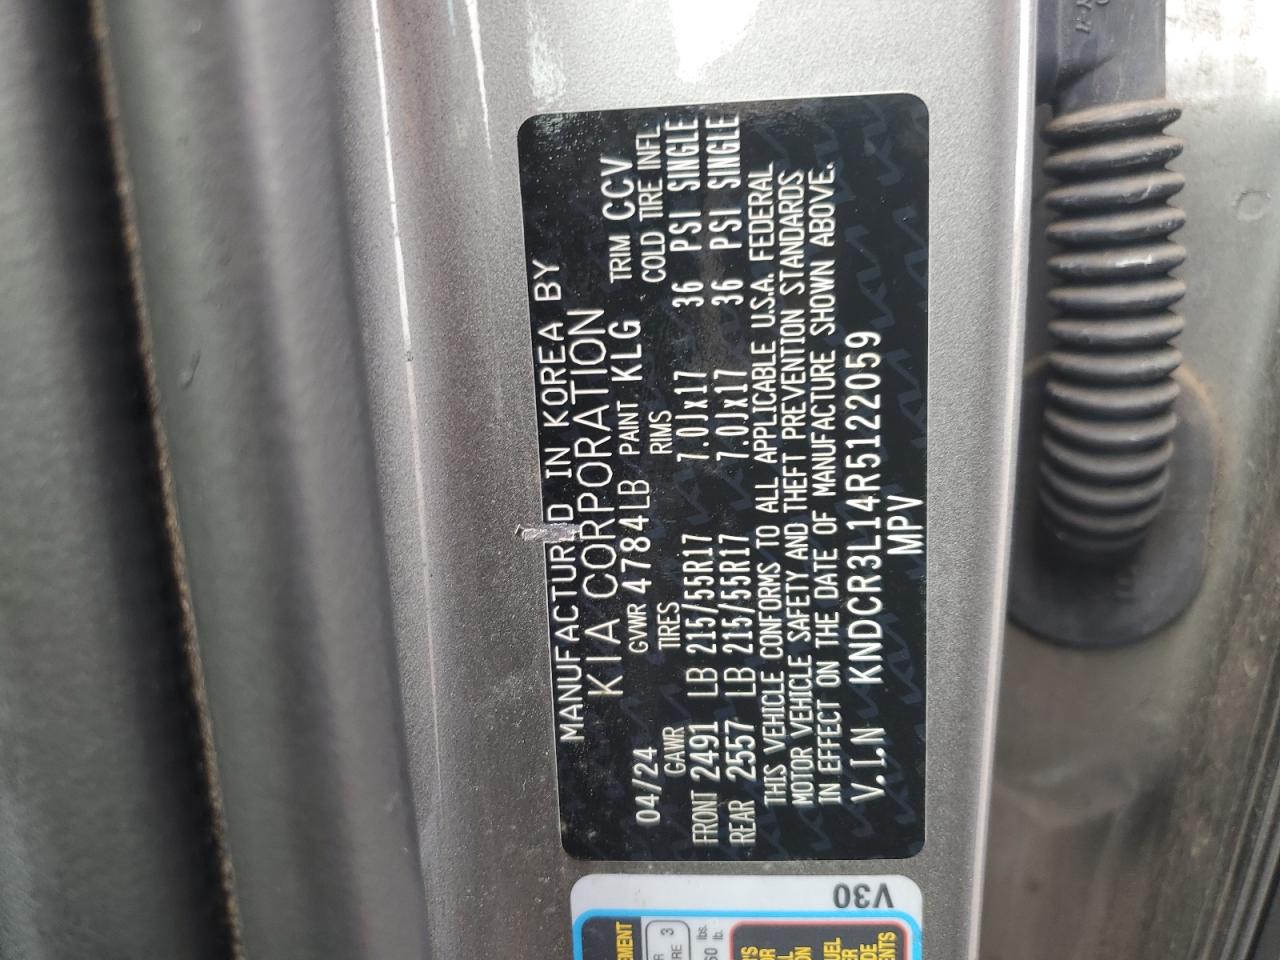 MANUFACTURED IN KOREA BY
KIA CORPORATION
04/24 GVWR 4784LB PAINT KLG TRIM CCV
GAWR TIRES RIMS COLD TIRE INFL
FRONT 2491 LB 215/55R17 7.0Jx17 36 PSI SINGLE
REAR 2557 LB 215/55R17 7.0Jx17 36 PSI SINGLE
THIS VEHICLE CONFORMS TO ALL APPLICABLE U.S.A. FEDERAL
MOTOR VEHICLE SAFETY AND THEFT PREVENTION STANDARDS
IN EFFECT ON THE DATE OF MANUFACTURE SHOWN ABOVE.
V.I.N KNDCR3L14R5122059
MPV
V30